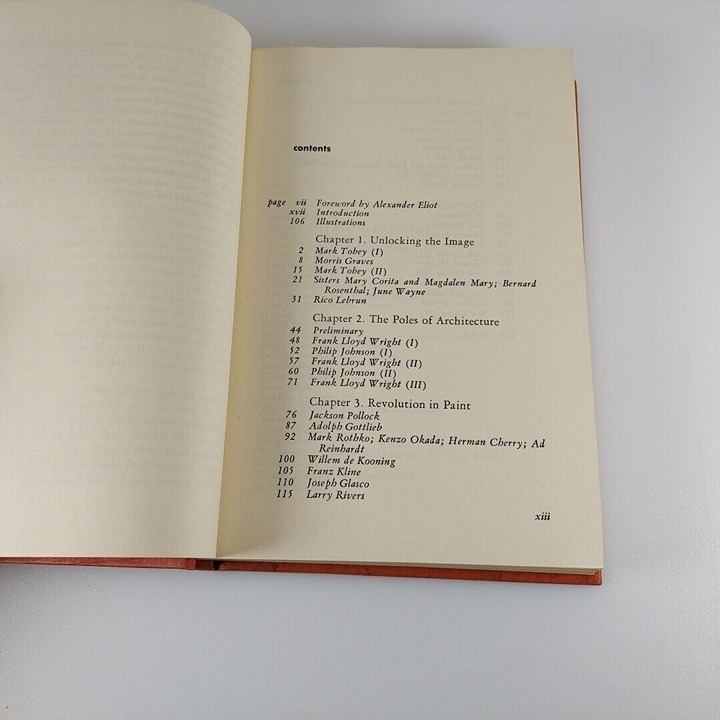 contents
page vii Foreword by Alexander Eliot
xvii Introduction
106 Illustrations
Chapter 1. Unlocking the Image
2 Mark Tobey (I)
8 Morris Graves
15 Mark Tobey (II)
21 Sisters Mary Corita and Magdalen Mary; Bernard
Rosenthal; June Wayne
31 Rico Lebrun
Chapter 2. The Poles of Architecture
44 Preliminary
48 Frank Lloyd Wright (I)
52 Philip Johnson (I)
57 Frank Lloyd Wright (II)
60 Philip Johnson (II)
71 Frank Lloyd Wright (III)
Chapter 3. Revolution in Paint
76 Jackson Pollock
87 Adolph Gottlieb
92 Mark Rothko; Kenzo Okada; Herman Cherry; Ad
Reinhardt
100 Willem de Kooning
105 Franz Kline
110 Joseph Glasco
115 Larry Rivers
xiii